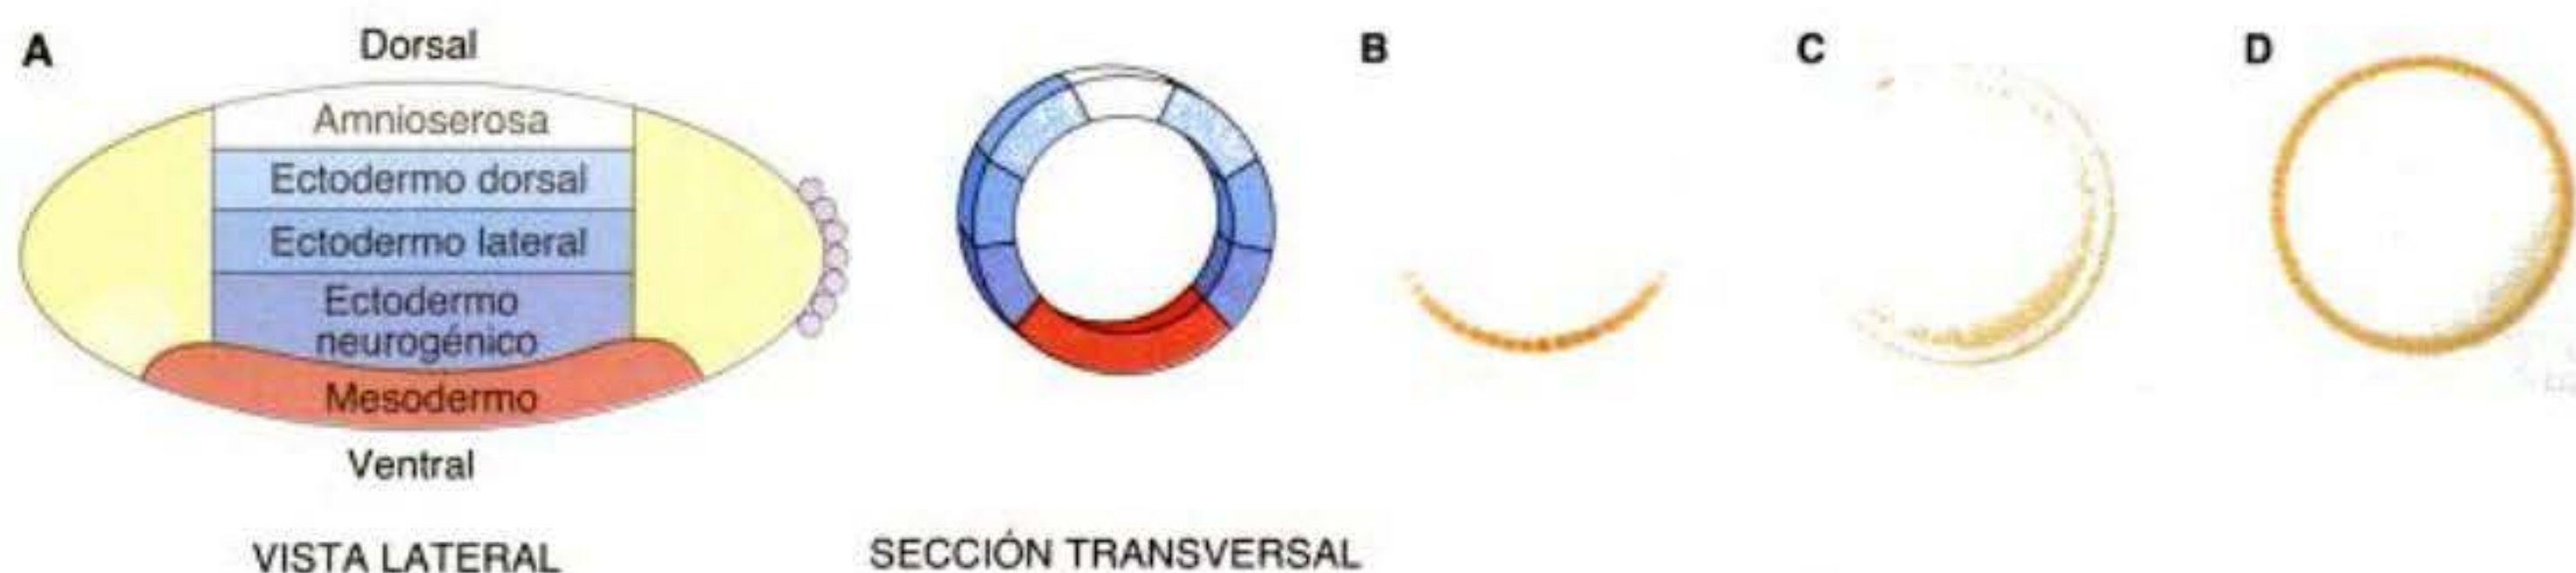 A
Dorsal
Amnioserosa
Ectodermo dorsal
Ectodermo lateral
Ectodermo
neurogénico
Mesodermo
Ventral
VISTA LATERAL
SECCIÓN TRANSVERSAL
B
C
D